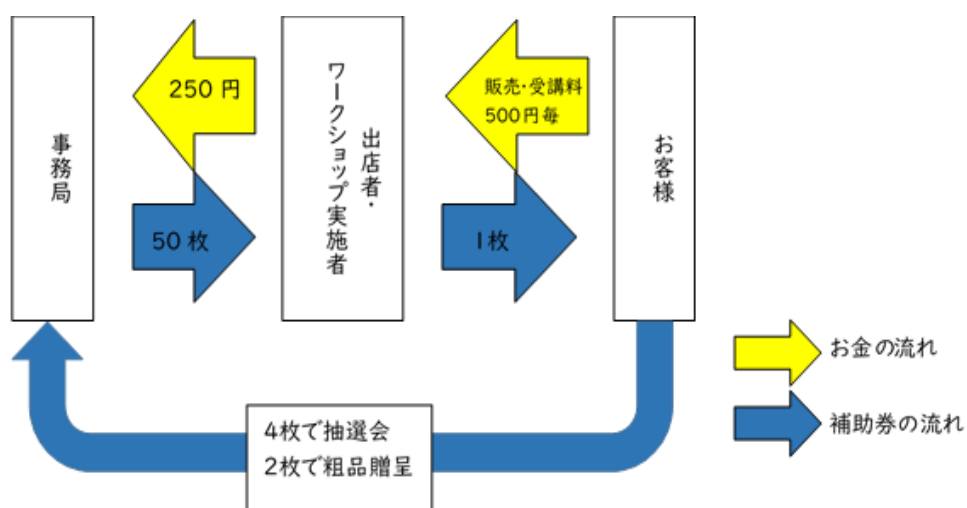 事務局
250 円
50 枚
出店者・
ワークショップ実施者
販売・受講料
500円毎
1枚
お客様
4枚で抽選会
2枚で粗品贈呈
お金の流れ
補助券の流れ